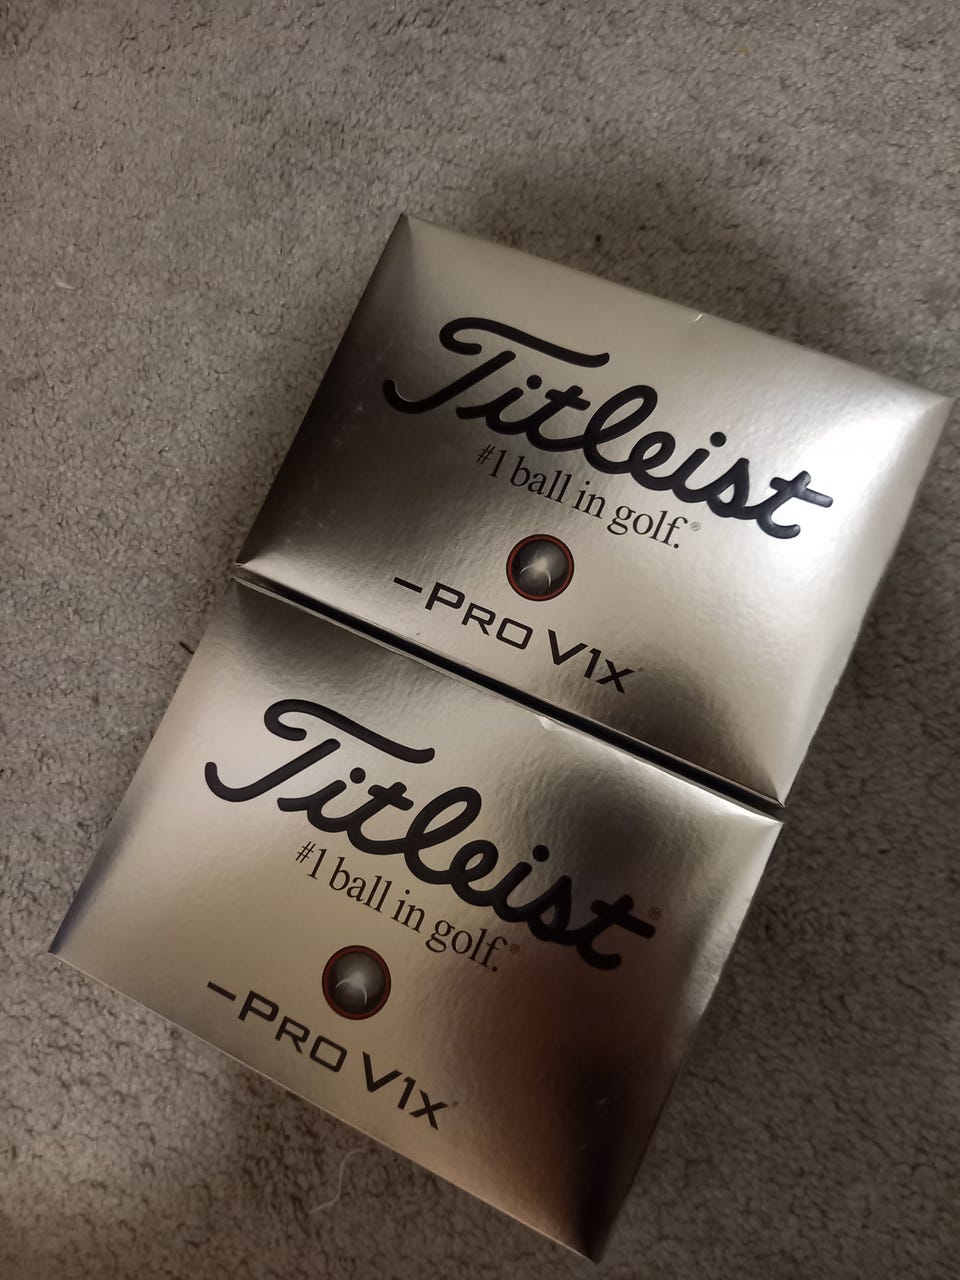 Titleist
#1 ball in golf.®
–PRO V1x
Titleist®
#1 ball in golf.®
–PRO V1x